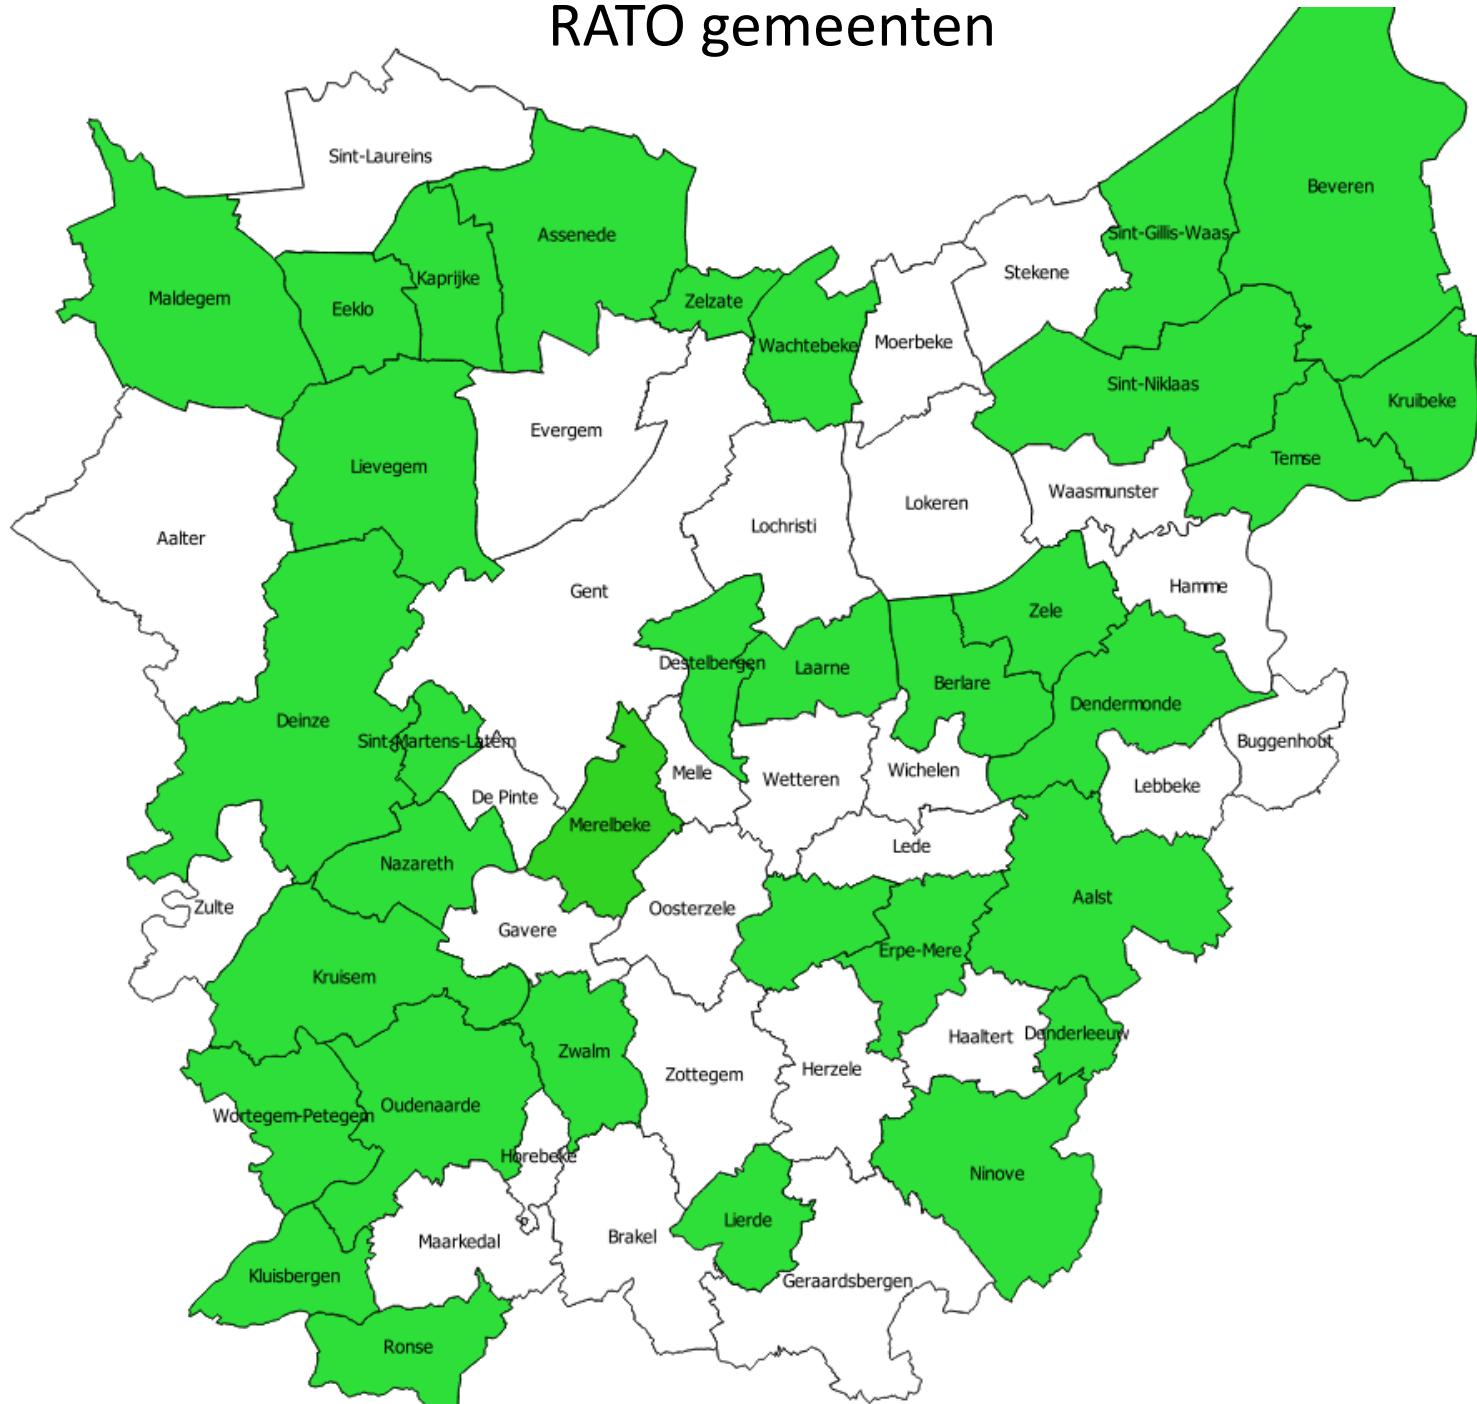 RATO gemeenten
Sint-Laureins
Beveren
Assenede
Sint-Gillis-Waas
Stekene
Kaprijke
Maldegem
Zelzate
Eeklo
Moerbeke
Wachtebeke
Sint-Niklaas
Kruibeke
Evergem
Temse
Lievegem
Waasmunster
Lokeren
Lochristi
Aalter
Hamme
Gent
Zele
Destelbergen
Laarne
Berlare
Dendermonde
Deinze
Sint-Martens-Latem
Buggenhout
Melle
Wichelen
Wetteren
Lebbeke
De Pinte
Merelbeke
Lede
Nazareth
Aalst
Zulte
Oosterzele
Gavere
Erpe-Mere
Kruisem
Haaltert
Denderleeuw
Zwalm
Herzele
Zottegem
Oudenaarde
Wortegem-Petegem
Horebeke
Ninove
Lierde
Brakel
Maarkedal
Kluisbergen
Geraardsbergen
Ronse